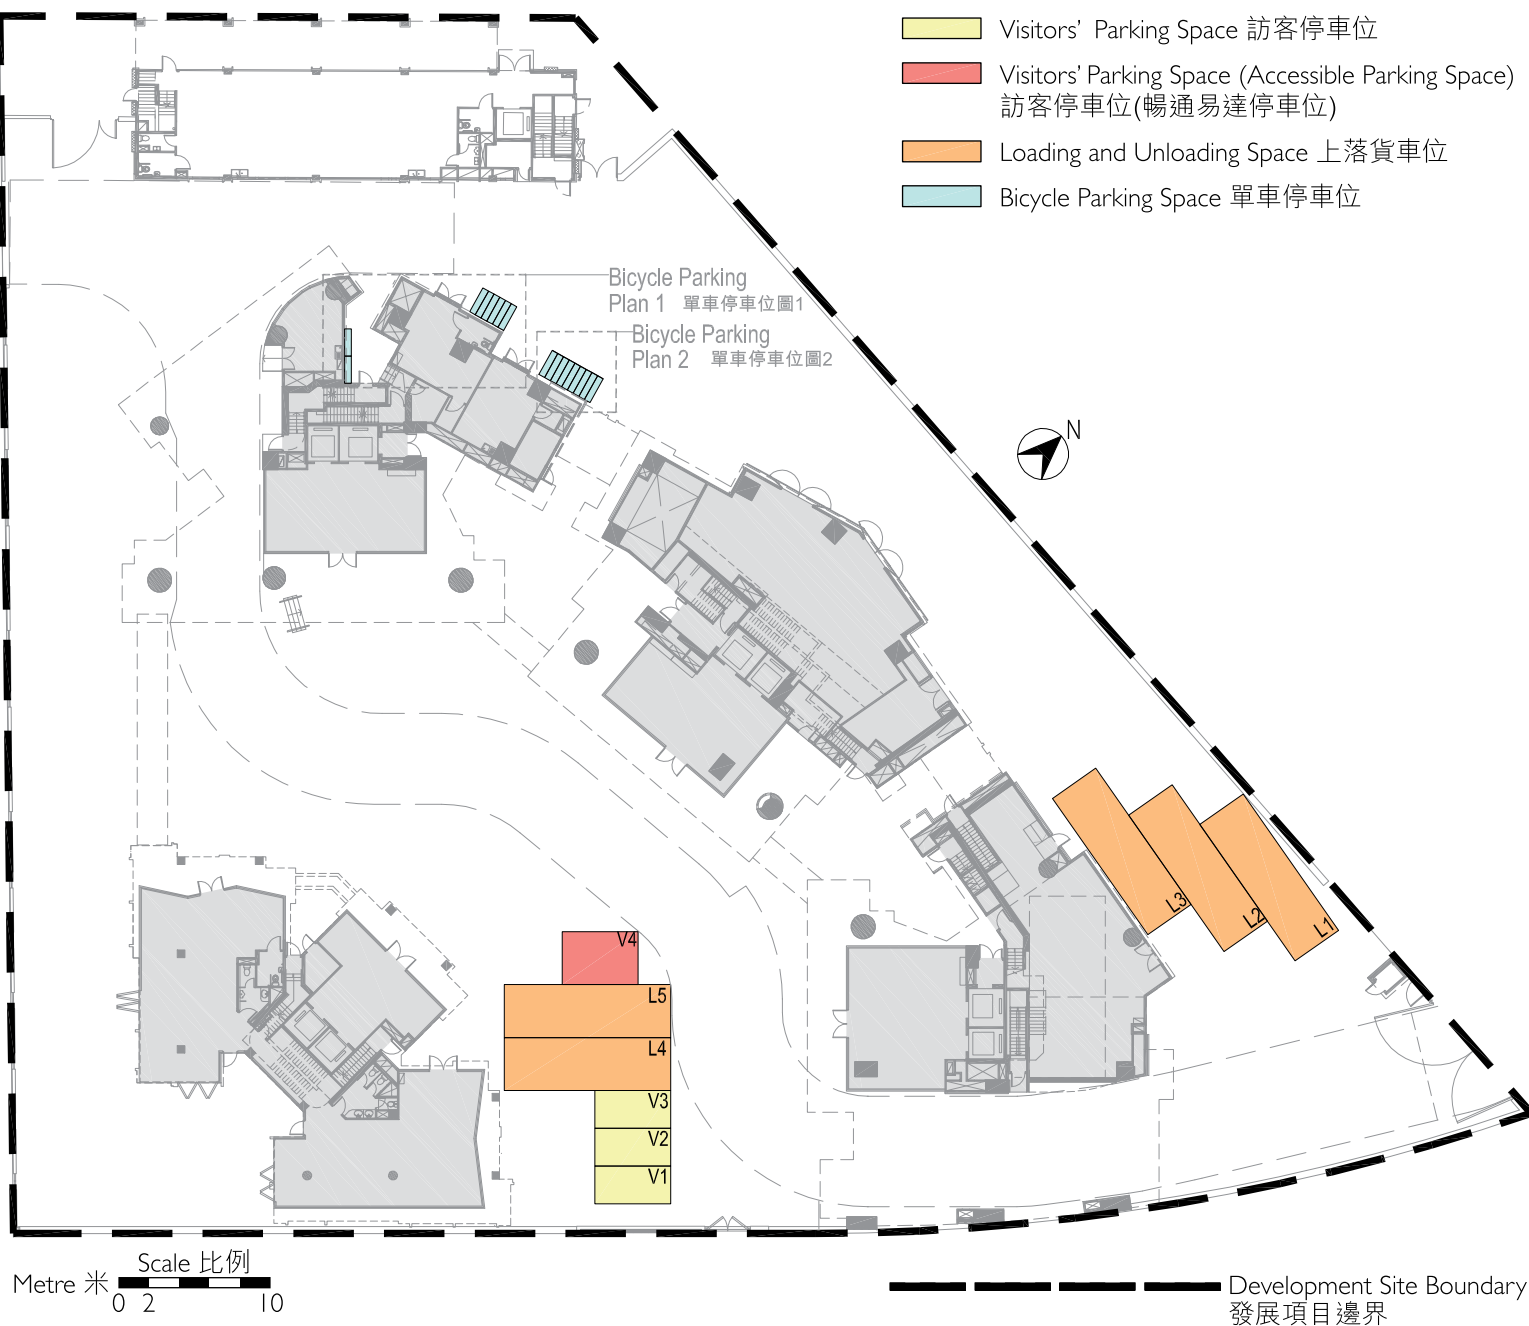 Visitors' Parking Space 訪客停車位
Visitors' Parking Space (Accessible Parking Space)
訪客停車位(暢通易達停車位)
Loading and Unloading Space 上落貨車位
Bicycle Parking Space 單車停車位
Bicycle Parking
Plan 1 單車停車位圖1
Bicycle Parking
Plan 2 單車停車位圖2
N
L3
L2
L1
V4
L5
L4
V3
V2
V1
Scale 比例
Metre 米
0 2 10
Development Site Boundary
發展項目邊界